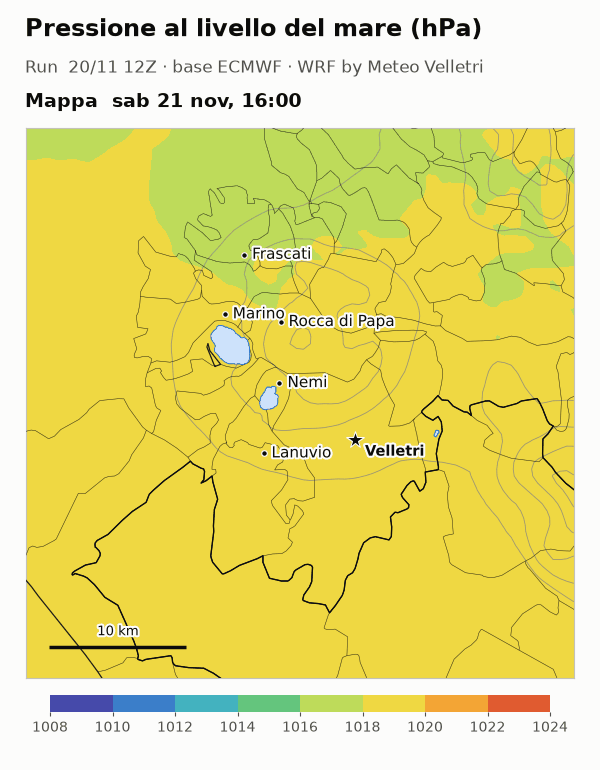 Pressione al livello del mare (hPa)
Run  20/11 12Z · base ECMWF · WRF by Meteo Velletri
Mappa  sab 21 nov, 16:00
Frascati
Marino
Rocca di Papa
Nemi
Velletri
Lanuvio
10 km
1008 1010 1012 1014 1016 1018 1020 1022 1024